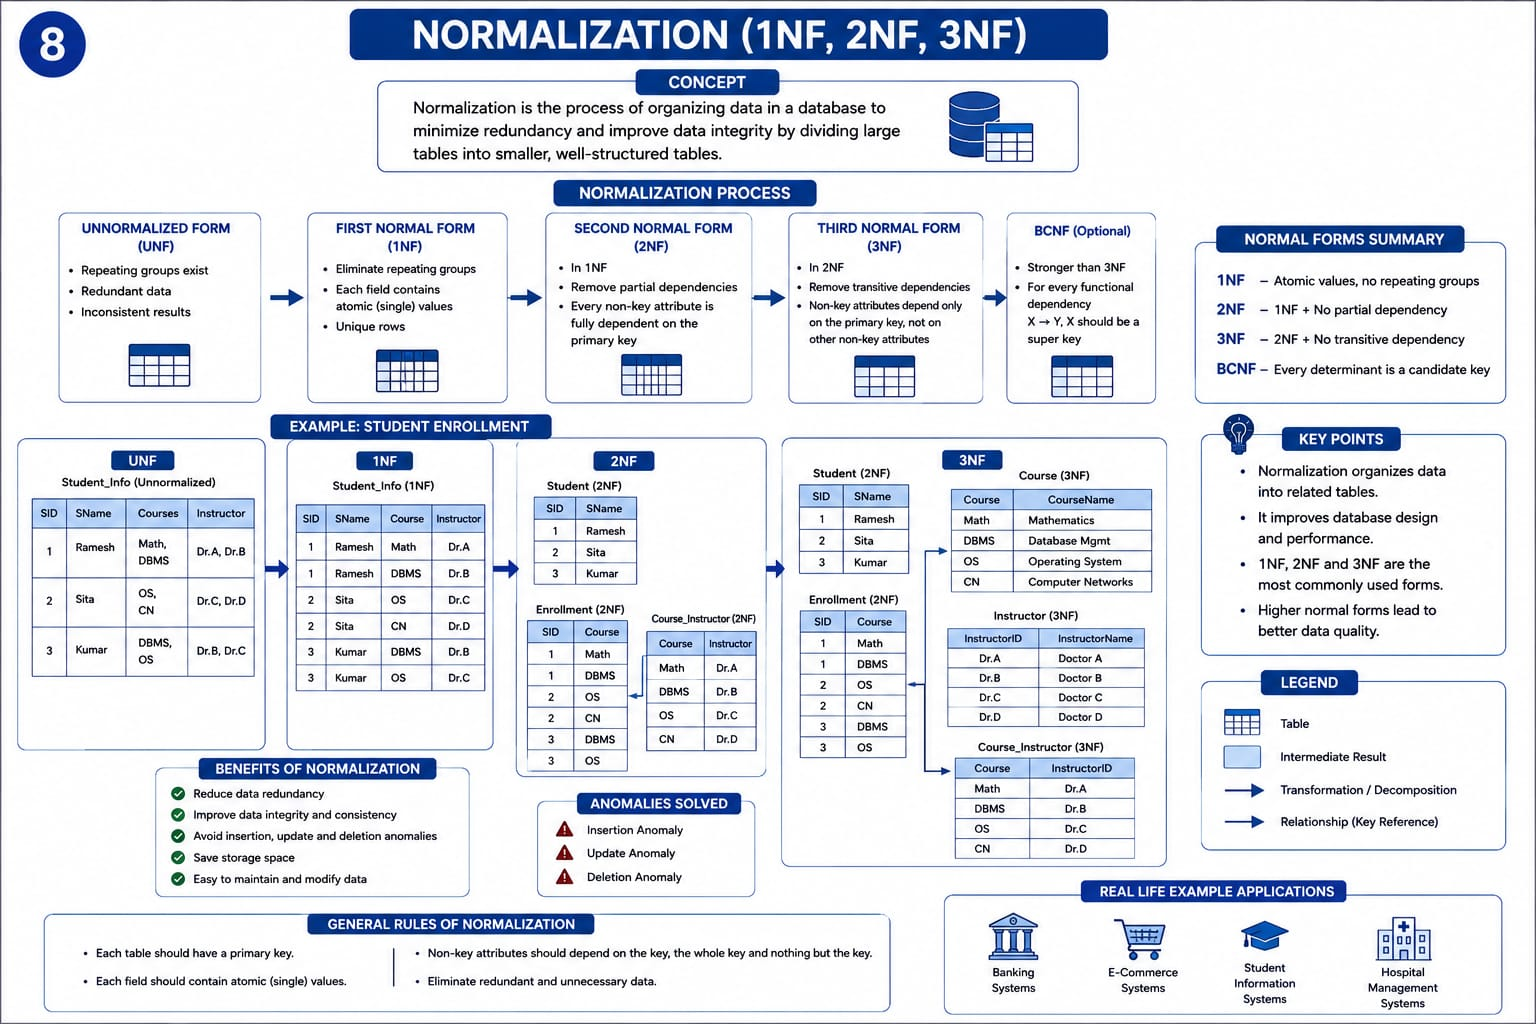 8
NORMALIZATION (1NF, 2NF, 3NF)
CONCEPT
Normalization is the process of organizing data in a database to
minimize redundancy and improve data integrity by dividing large
tables into smaller, well-structured tables.
NORMALIZATION PROCESS
UNNORMALIZED FORM
(UNF)
• Repeating groups exist
• Redundant data
• Inconsistent results
FIRST NORMAL FORM
(1NF)
• Eliminate repeating groups
• Each field contains
atomic (single) values
• Unique rows
SECOND NORMAL FORM
(2NF)
• In 1NF
• Remove partial dependencies
• Every non-key attribute is
fully dependent on the
primary key
THIRD NORMAL FORM
(3NF)
• In 2NF
• Remove transitive dependencies
• Non-key attributes depend only
on the primary key, not on
other non-key attributes
BCNF (Optional)
• Stronger than 3NF
• For every functional
dependency
X → Y, X should be a
super key
NORMAL FORMS SUMMARY
1NF – Atomic values, no repeating groups
2NF – 1NF + No partial dependency
3NF – 2NF + No transitive dependency
BCNF – Every determinant is a candidate key
EXAMPLE: STUDENT ENROLLMENT
UNF
Student_Info (Unnormalized)
SID SName Courses Instructor
1 Ramesh Math, DBMS Dr.A, Dr.B
2 Sita OS, CN Dr.C, Dr.D
3 Kumar DBMS, OS Dr.B, Dr.C
1NF
Student_Info (1NF)
SID SName Course Instructor
1 Ramesh Math Dr.A
1 Ramesh DBMS Dr.B
2 Sita OS Dr.C
2 Sita CN Dr.D
3 Kumar DBMS Dr.B
3 Kumar OS Dr.C
2NF
Student (2NF)
SID SName
1 Ramesh
2 Sita
3 Kumar
Enrollment (2NF)
SID Course
1 Math
1 DBMS
2 OS
2 CN
3 DBMS
3 OS
Course_Instructor (2NF)
Course Instructor
Math Dr.A
DBMS Dr.B
OS Dr.C
CN Dr.D
3NF
Student (2NF)
SID SName
1 Ramesh
2 Sita
3 Kumar
Enrollment (2NF)
SID Course
1 Math
1 DBMS
2 OS
2 CN
3 DBMS
3 OS
Course (3NF)
Course CourseName
Math Mathematics
DBMS Database Mgmt
OS Operating System
CN Computer Networks
Instructor (3NF)
InstructorID InstructorName
Dr.A Doctor A
Dr.B Doctor B
Dr.C Doctor C
Dr.D Doctor D
Course_Instructor (3NF)
Course InstructorID
Math Dr.A
DBMS Dr.B
OS Dr.C
CN Dr.D
KEY POINTS
• Normalization organizes data
into related tables.
• It improves database design
and performance.
• 1NF, 2NF and 3NF are the
most commonly used forms.
• Higher normal forms lead to
better data quality.
LEGEND
Table
Intermediate Result
Transformation / Decomposition
Relationship (Key Reference)
BENEFITS OF NORMALIZATION
Reduce data redundancy
Improve data integrity and consistency
Avoid insertion, update and deletion anomalies
Save storage space
Easy to maintain and modify data
ANOMALIES SOLVED
Insertion Anomaly
Update Anomaly
Deletion Anomaly
GENERAL RULES OF NORMALIZATION
• Each table should have a primary key.
• Each field should contain atomic (single) values.
• Non-key attributes should depend on the key, the whole key and nothing but the key.
• Eliminate redundant and unnecessary data.
REAL LIFE EXAMPLE APPLICATIONS
Banking
Systems
E-Commerce
Systems
Student
Information
Systems
Hospital
Management
Systems